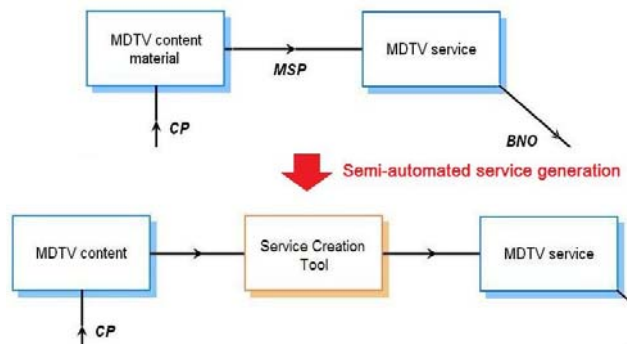 MDTV content
material
MSP
MDTV service
CP
BNO
Semi-automated service generation
MDTV content
Service Creation
Tool
MDTV service
CP